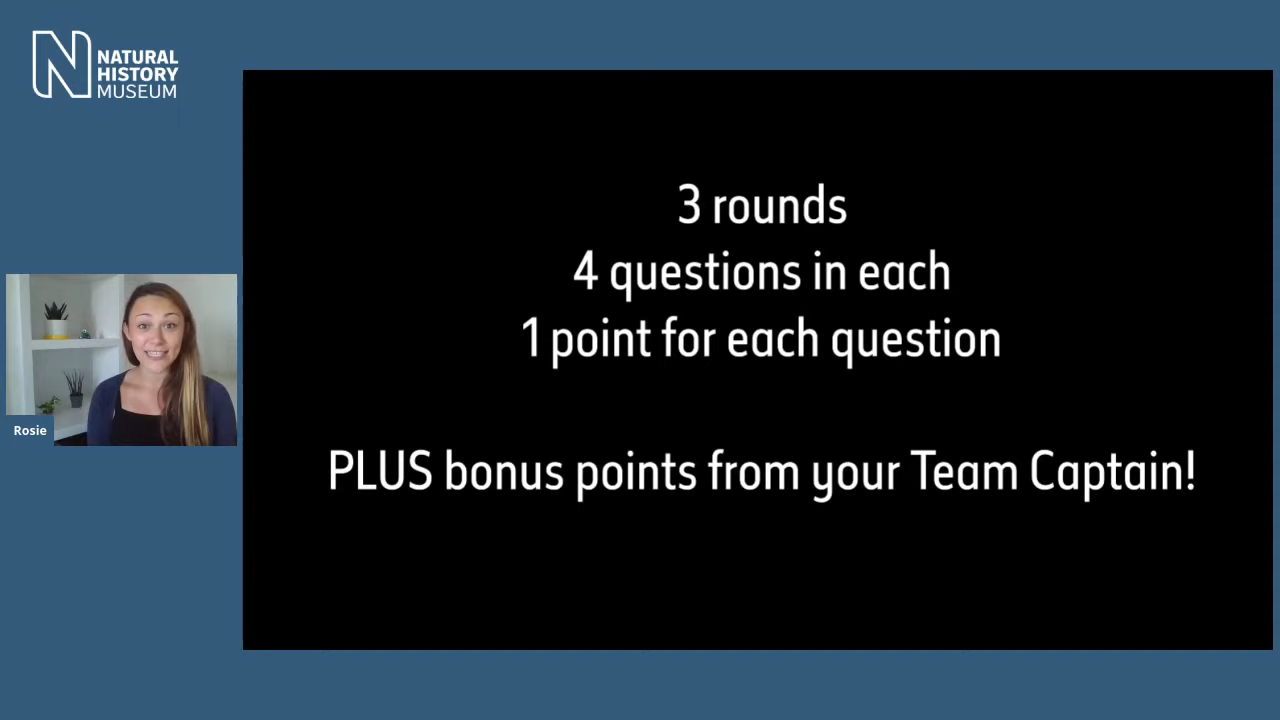 NATURAL
HISTORY
MUSEUM
3 rounds
4 questions in each
1 point for each question
PLUS bonus points from your Team Captain!
Rosie